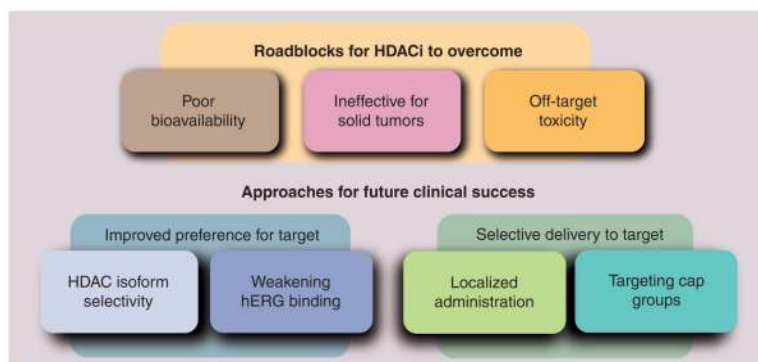 Roadblocks for HDACi to overcome
Poor
bioavailability
Ineffective for
solid tumors
Off-target
toxicity
Approaches for future clinical success
Improved preference for target
HDAC isoform
selectivity
Weakening
hERG binding
Selective delivery to target
Localized
administration
Targeting cap
groups